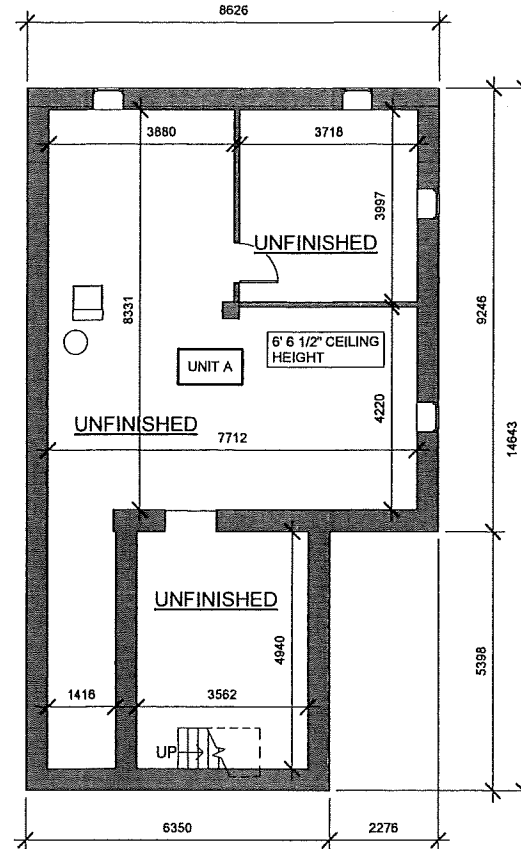 8626
3880
3718
3997
UNFINISHED
8331
9246
6' 6 1/2" CEILING
HEIGHT
UNIT A
4220
UNFINISHED
7712
14643
UNFINISHED
4940
5398
1416
3562
UP
6350
2276